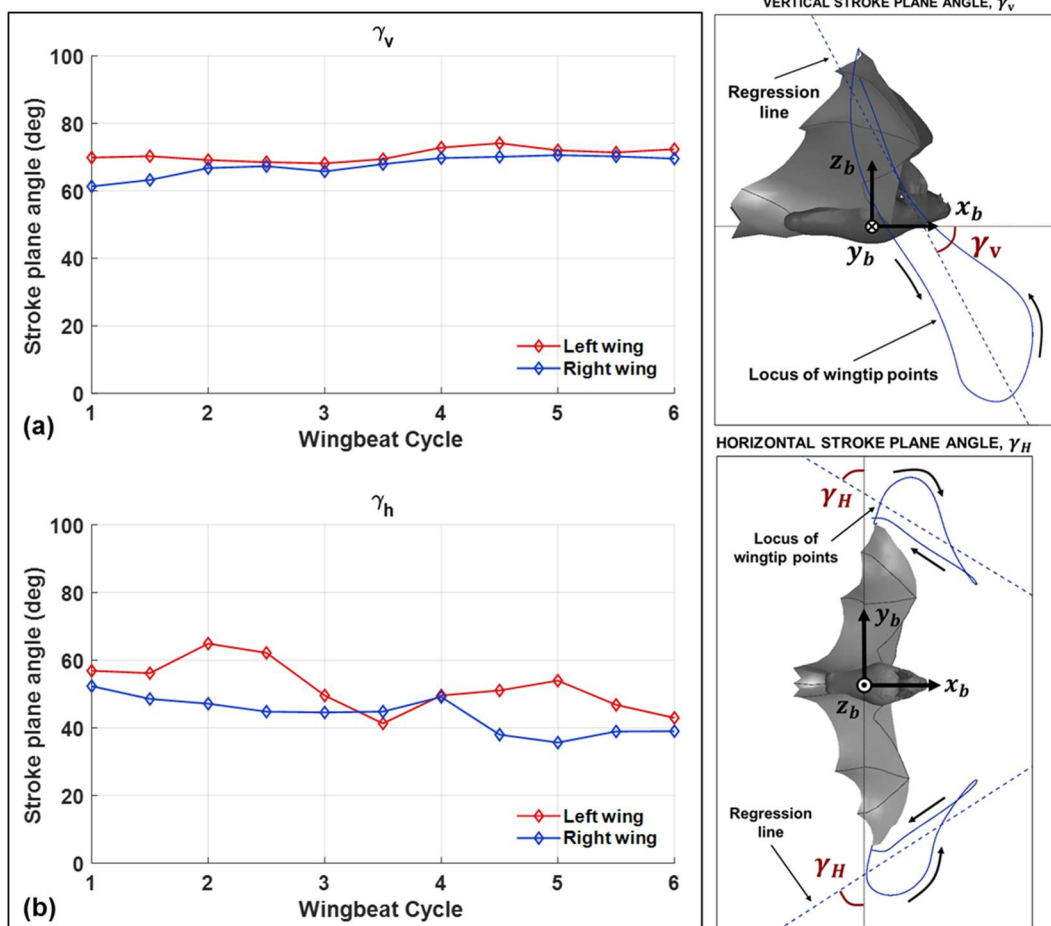 γv
100
80
60
40
20
0
Stroke plane angle (deg)
Left wing
Right wing
1 2 3 4 5 6
Wingbeat Cycle
(a)
γh
100
80
60
40
20
0
Stroke plane angle (deg)
Left wing
Right wing
1 2 3 4 5 6
Wingbeat Cycle
(b)
VERTICAL STROKE PLANE ANGLE, γv
Regression
line
zb
xb
yb
γv
Locus of wingtip points
HORIZONTAL STROKE PLANE ANGLE, γH
γH
Locus of
wingtip points
yb
xb
zb
Regression
line
γH